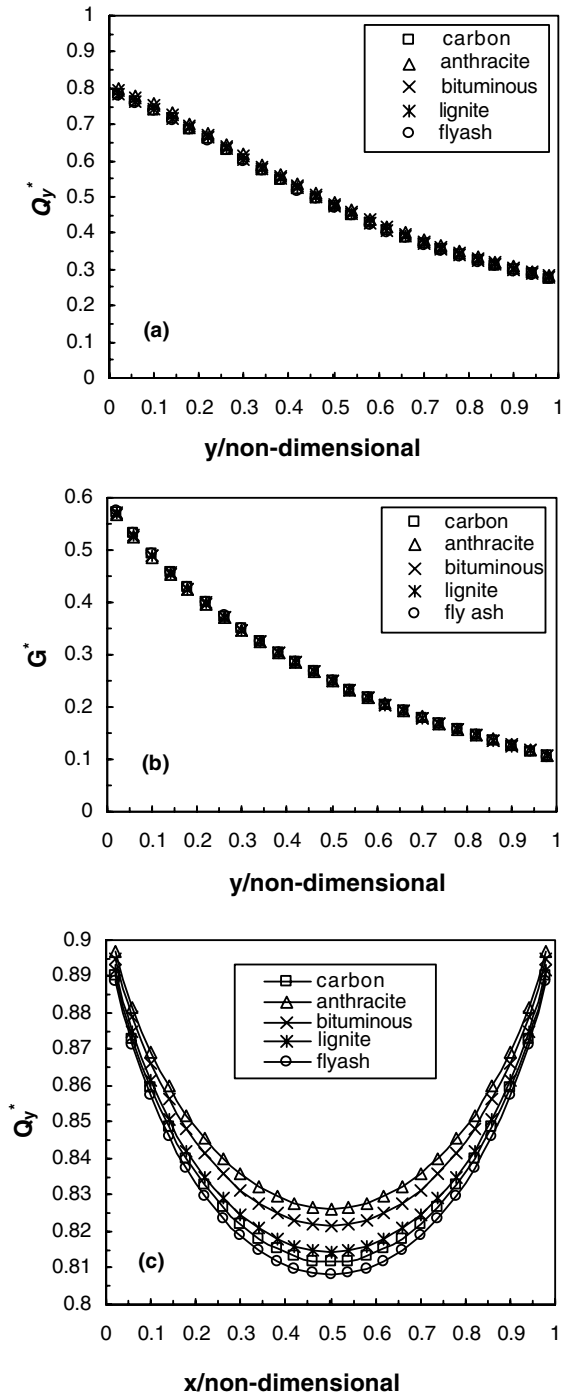 carbon
anthracite
bituminous
lignite
flyash
0.9
0.8
0.7
0.6
0.5
0.4
0.3
0.2
0.1
0
Q_y^*
(a)
0 0.1 0.2 0.3 0.4 0.5 0.6 0.7 0.8 0.9 1
y/non-dimensional
carbon
anthracite
bituminous
lignite
fly ash
0.6
0.5
0.4
0.3
0.2
0.1
0
G^*
(b)
0 0.1 0.2 0.3 0.4 0.5 0.6 0.7 0.8 0.9 1
y/non-dimensional
carbon
anthracite
bituminous
lignite
flyash
0.9
0.89
0.88
0.87
0.86
0.85
0.84
0.83
0.82
0.81
0.8
Q_y^*
(c)
0 0.1 0.2 0.3 0.4 0.5 0.6 0.7 0.8 0.9 1
x/non-dimensional